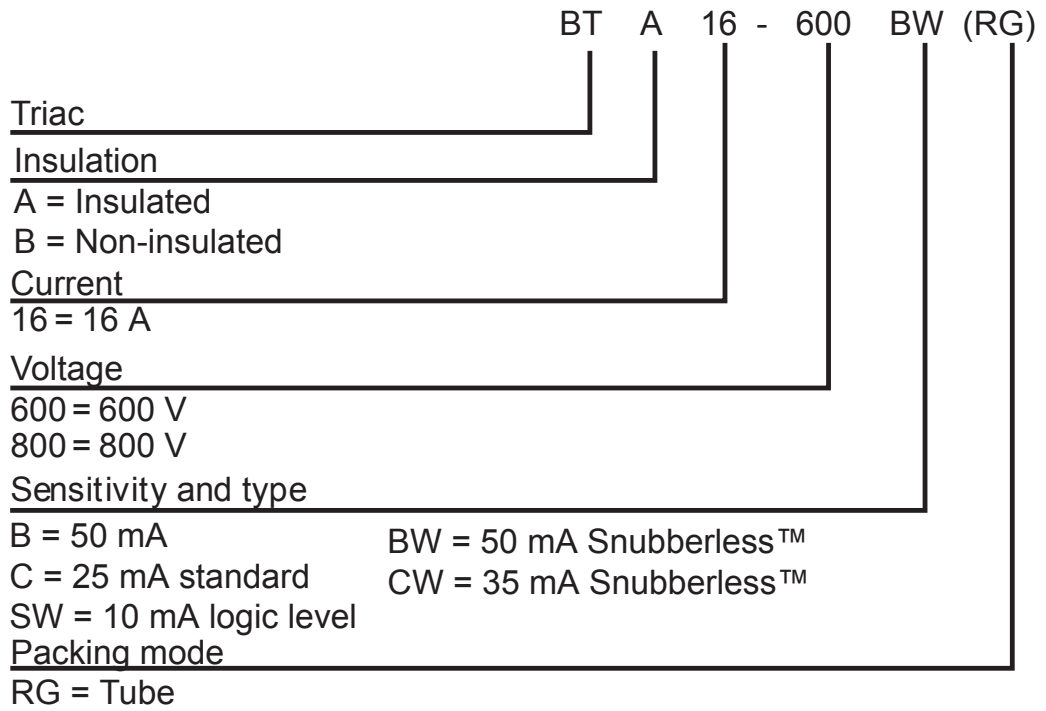 BT A 16 - 600 BW (RG)
Triac
Insulation
A = Insulated
B = Non-insulated
Current
16 = 16 A
Voltage
600 = 600 V
800 = 800 V
Sensitivity and type
B = 50 mA BW = 50 mA Snubberless™
C = 25 mA standard CW = 35 mA Snubberless™
SW = 10 mA logic level
Packing mode
RG = Tube